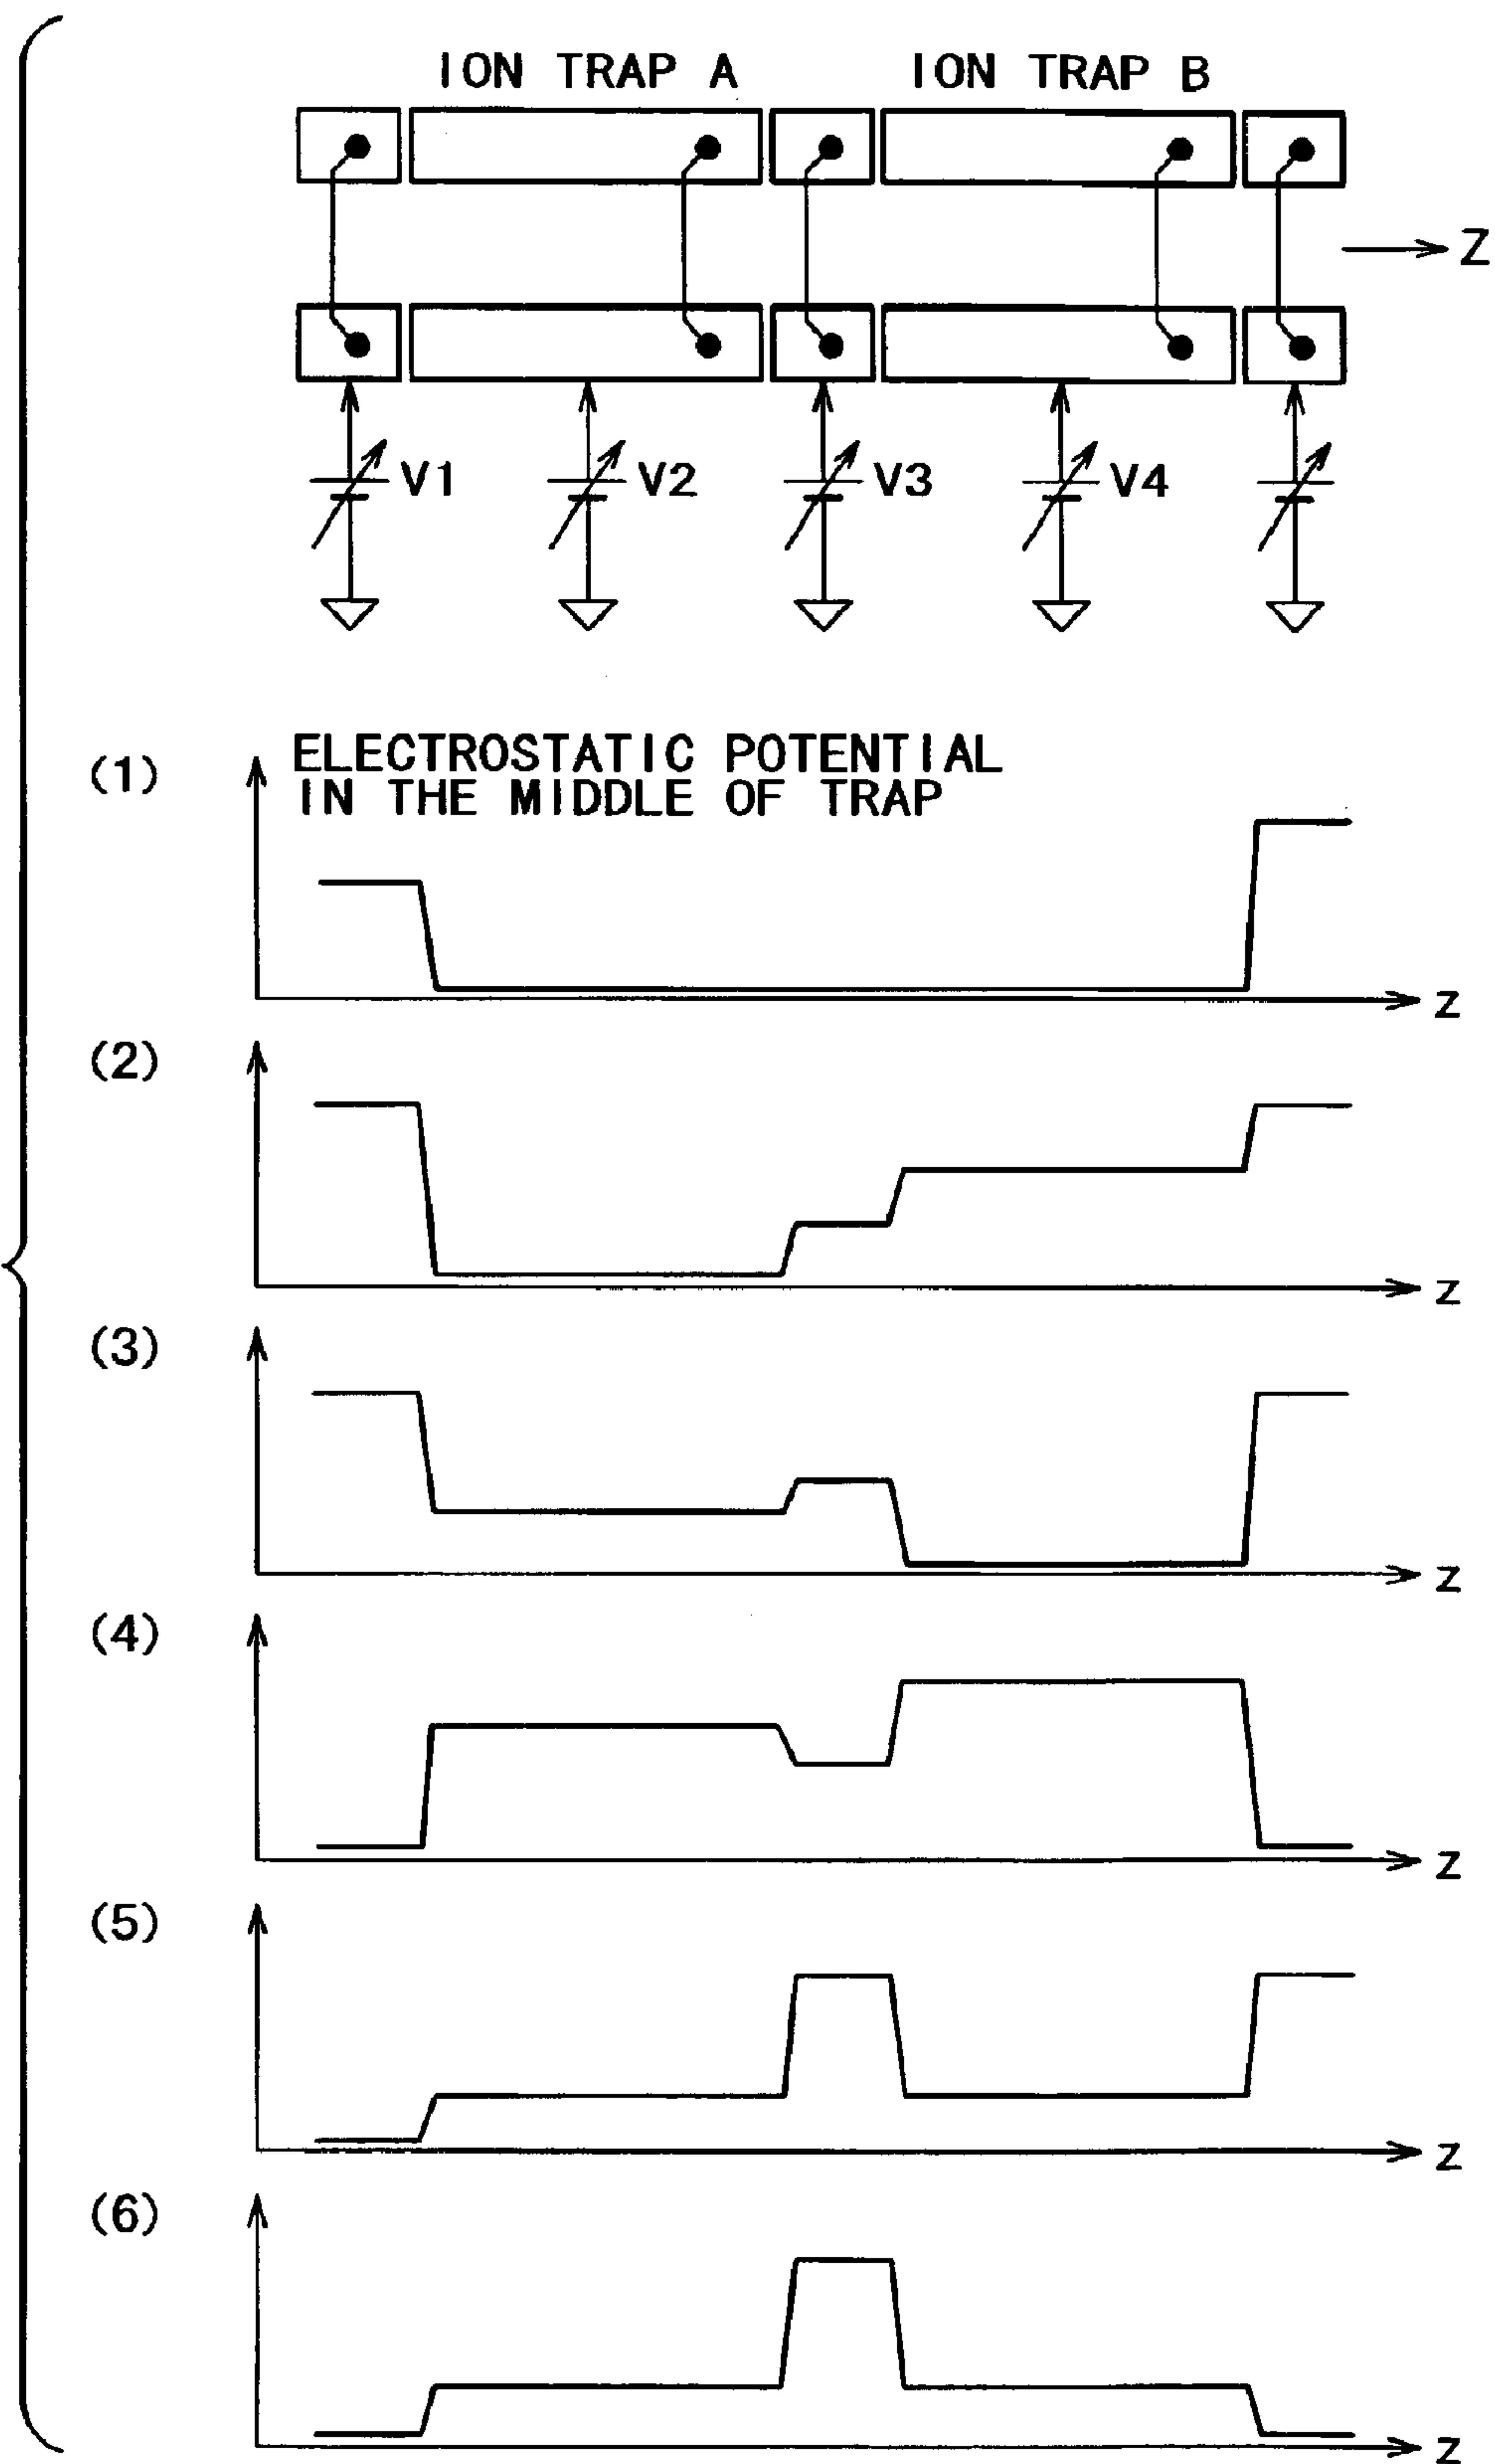 ION TRAP A ION TRAP B
Z
V1 V2 V3 V4
(1) ELECTROSTATIC POTENTIAL
IN THE MIDDLE OF TRAP
Z
(2)
Z
(3)
Z
(4)
Z
(5)
Z
(6)
Z